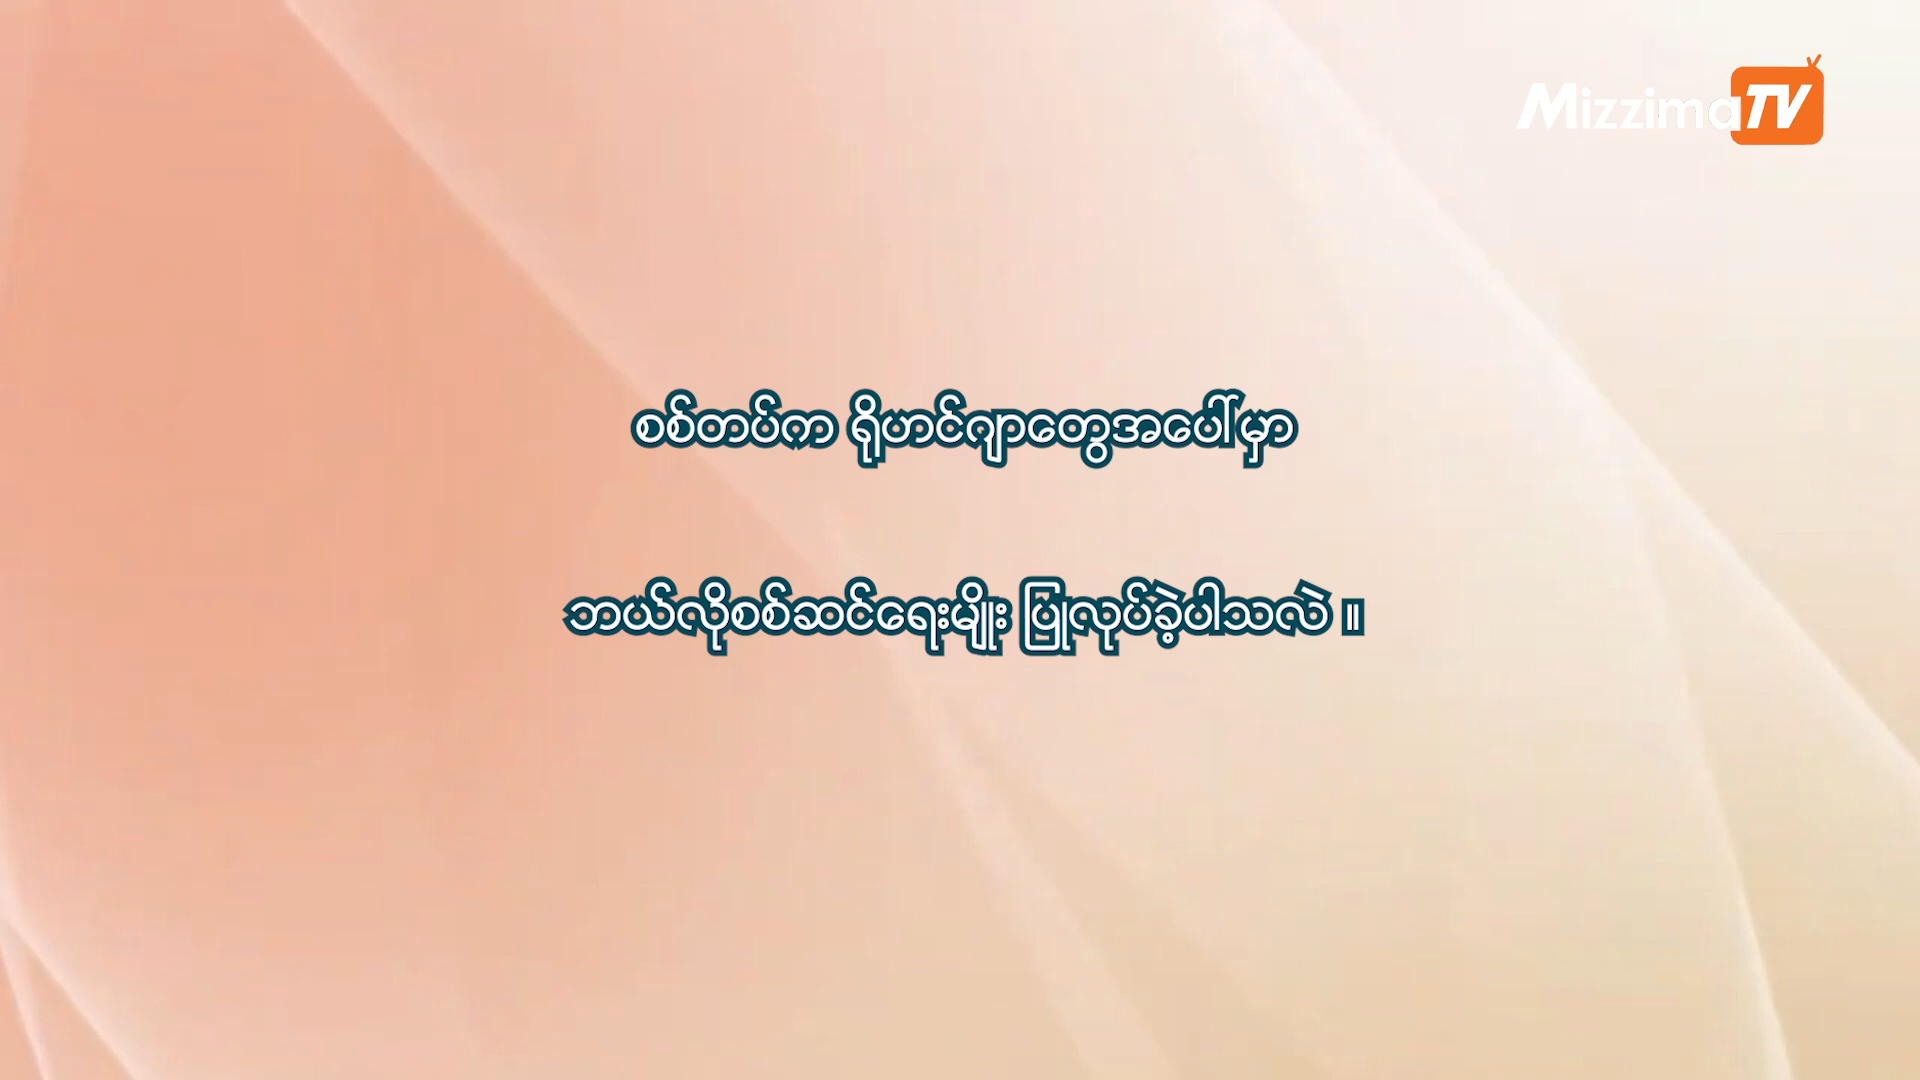 MizzimaTV
စစ်တပ်က ရိုဟင်ဂျာတွေအပေါ်မှာ
ဘယ်လိုစစ်ဆင်ရေးမျိုး ပြုလုပ်ခဲ့ပါသလဲ ။